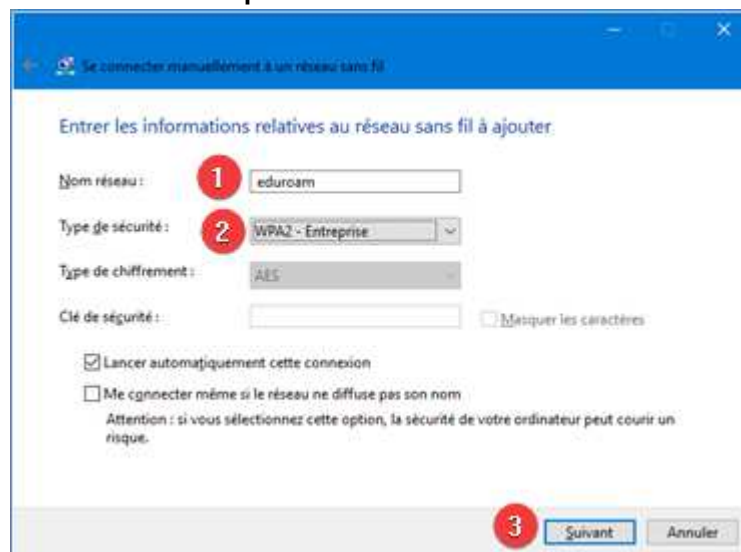 Se connecter manuellement à un réseau sans fil
Entrer les informations relatives au réseau sans fil à ajouter
Nom réseau : 1 eduroam
Type de sécurité : 2 WPA2 - Entreprise
Type de chiffrement : AES
Clé de sécurité : Masquer les caractères
Lancer automatiquement cette connexion
Me connecter même si le réseau ne diffuse pas son nom
Attention : si vous sélectionnez cette option, la sécurité de votre ordinateur peut courir un
risque.
3 Suivant Annuler